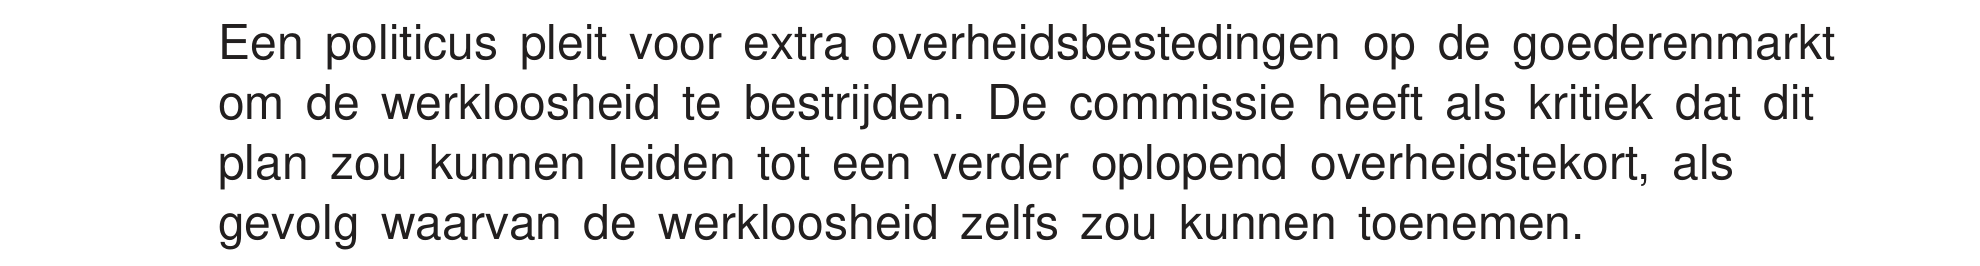 Een politicus pleit voor extra overheidsbestedingen op de goederenmarkt
om de werkloosheid te bestrijden. De commissie heeft als kritiek dat dit
plan zou kunnen leiden tot een verder oplopend overheidstekort, als
gevolg waarvan de werkloosheid zelfs zou kunnen toenemen.